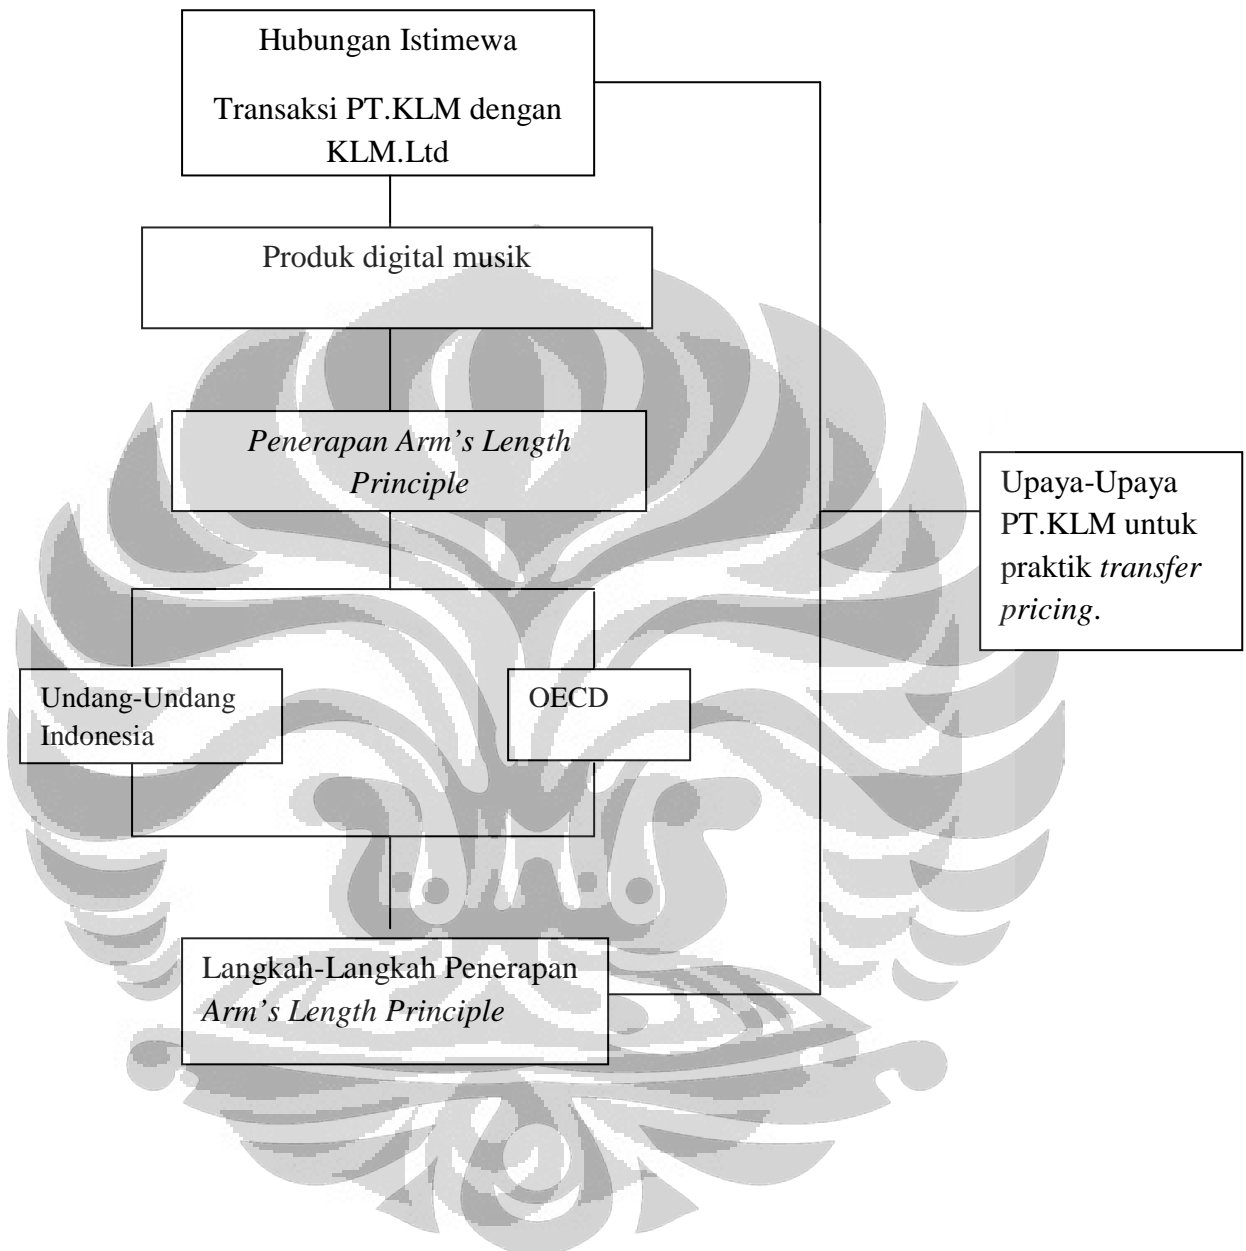 Hubungan Istimewa
Transaksi PT.KLM dengan
KLM.Ltd
Produk digital musik
Penerapan Arm's Length
Principle
Upaya-Upaya
PT.KLM untuk
praktik transfer
pricing.
Undang-Undang
Indonesia
OECD
Langkah-Langkah Penerapan
Arm's Length Principle